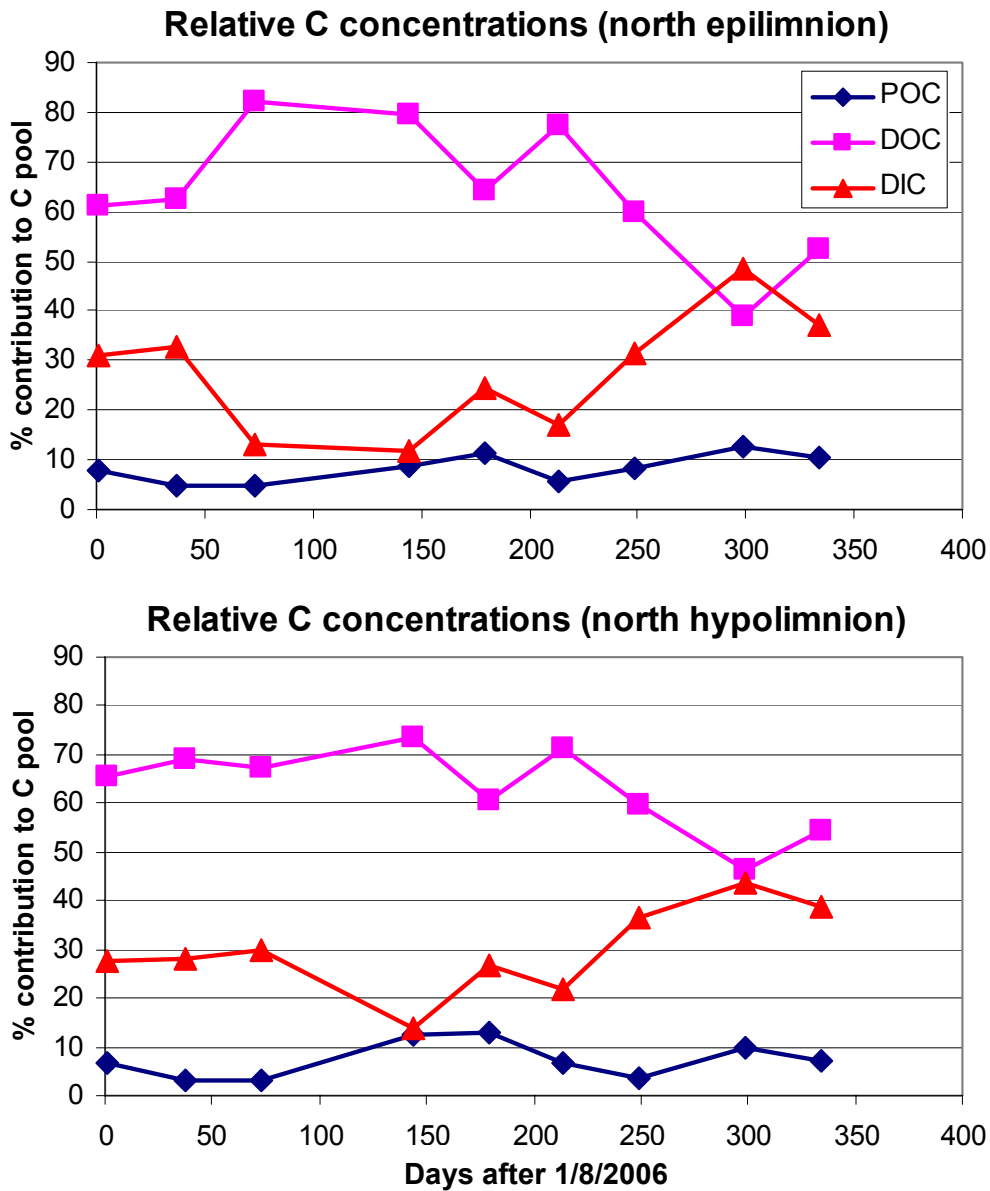 Relative C concentrations (north epilimnion)
% contribution to C pool
90
80
70
60
50
40
30
20
10
0
POC
DOC
DIC
0 50 100 150 200 250 300 350 400
Relative C concentrations (north hypolimnion)
% contribution to C pool
90
80
70
60
50
40
30
20
10
0
0 50 100 150 200 250 300 350 400
Days after 1/8/2006